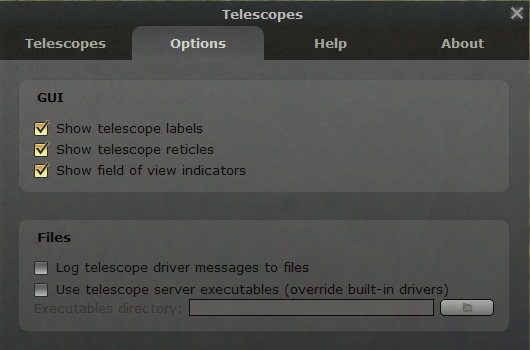 Telescopes
Telescopes Options Help About
GUI
Show telescope labels
Show telescope reticles
Show field of view indicators
Files
Log telescope driver messages to files
Use telescope server executables (override built-in drivers)
Executables directory: